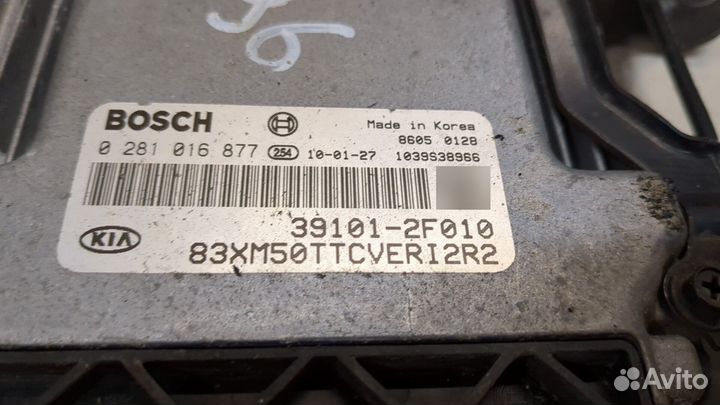 BOSCH
Made in Korea
8605 0128
0 281 016 877 254 10-01-27 1039S38966
KIA
39101-2F010
83XM50TTCVERI2R2
Avito